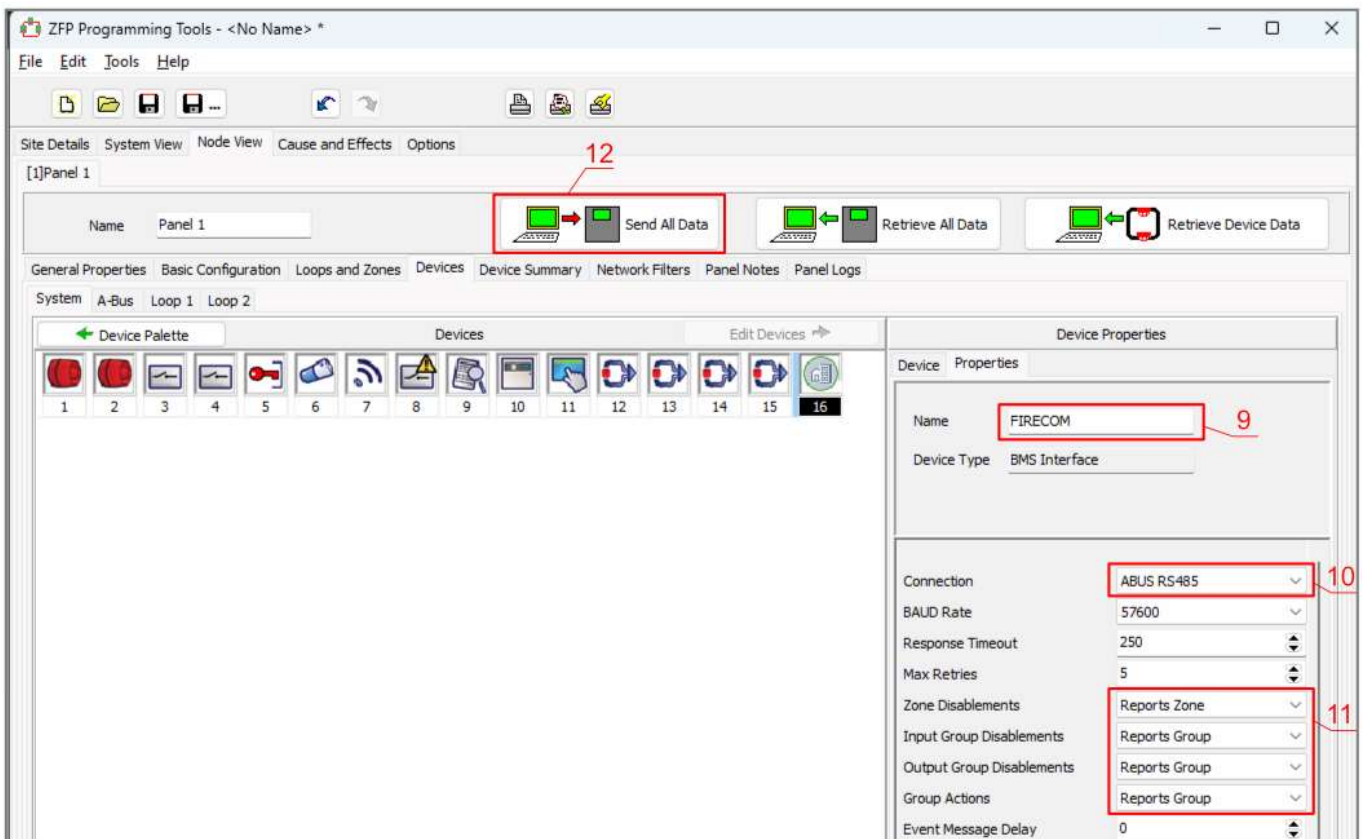 ZFP Programming Tools - <No Name> *
File Edit Tools Help
...
Site Details System View Node View Cause and Effects Options
12
[1]Panel 1
Name Panel 1 Send All Data Retrieve All Data Retrieve Device Data
General Properties Basic Configuration Loops and Zones Devices Device Summary Network Filters Panel Notes Panel Logs
System A-Bus Loop 1 Loop 2
Device Palette Devices Edit Devices Device Properties
Device Properties
1 2 3 4 5 6 7 8 9 10 11 12 13 14 15 16
Name FIRECOM 9
Device Type BMS Interface
Connection ABUS RS485 10
BAUD Rate 57600
Response Timeout 250
Max Retries 5
Zone Disablements Reports Zone 11
Input Group Disablements Reports Group
Output Group Disablements Reports Group
Group Actions Reports Group
Event Message Delay 0